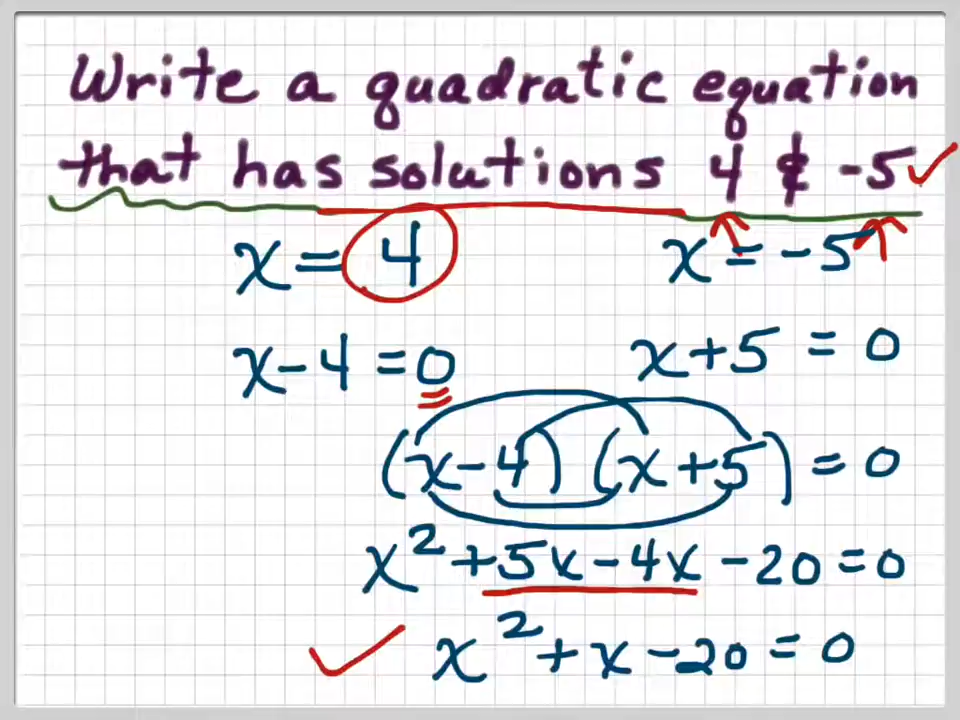 Write a quadratic equation
that has solutions 4 & -5
x = 4 x = -5
x - 4 = 0 x + 5 = 0
(x - 4) (x + 5) = 0
x² + 5x - 4x - 20 = 0
x² + x - 20 = 0